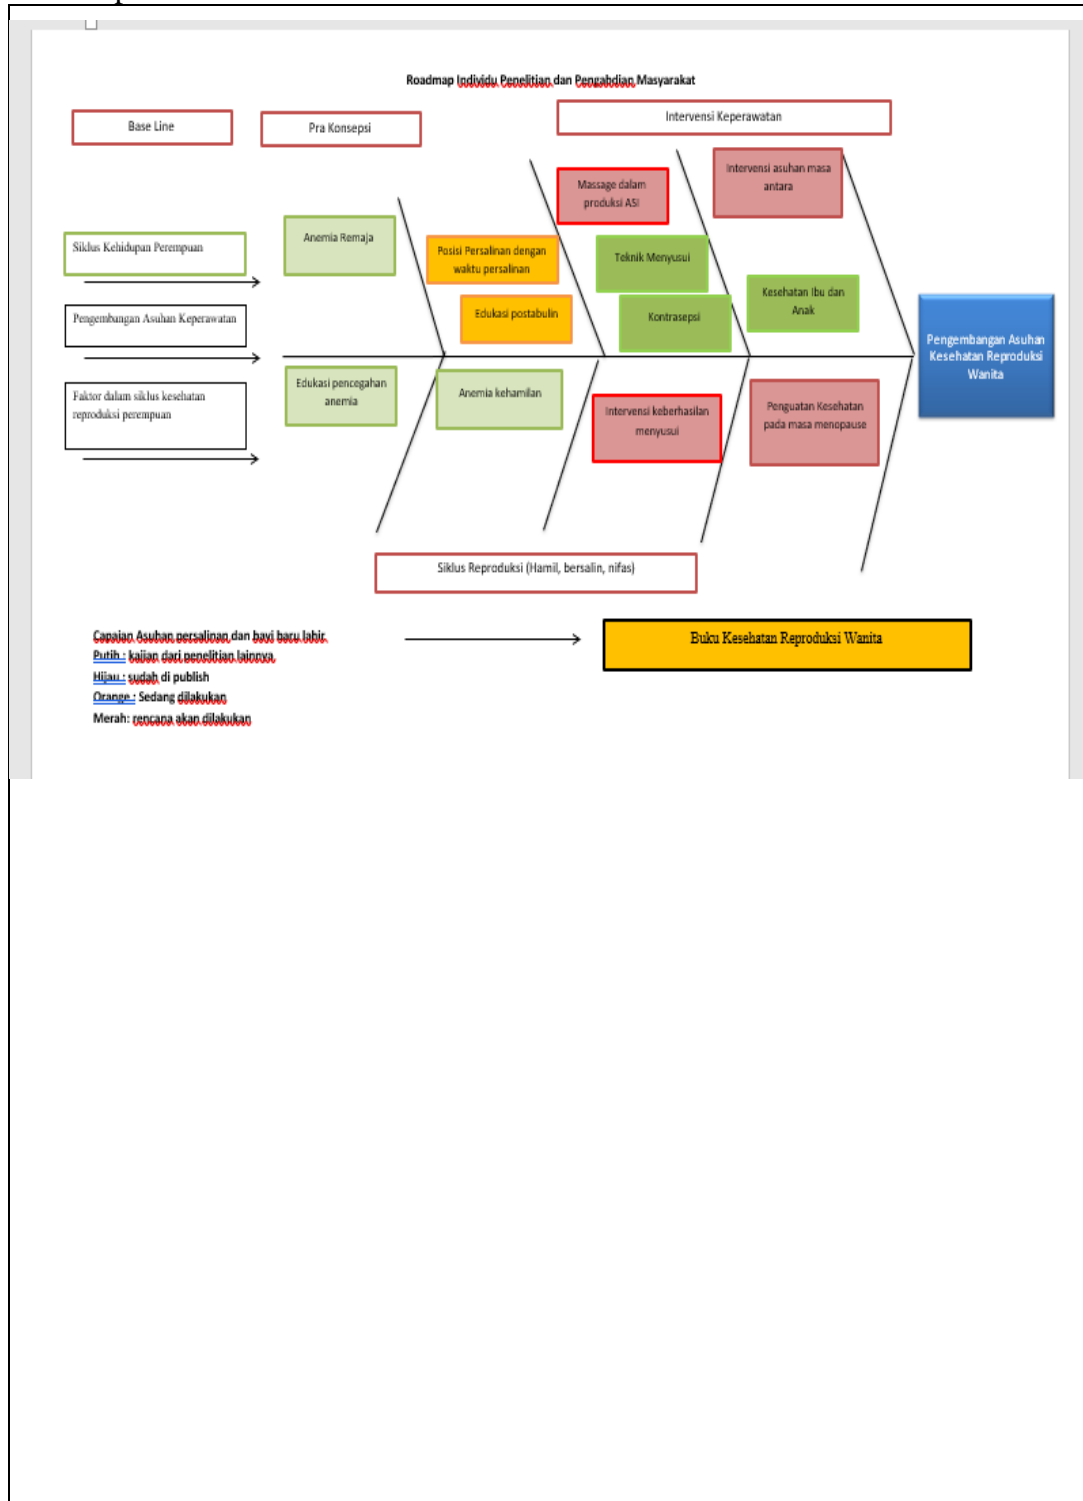 Roadmap Individu Penelitian dan Pengabdian Masyarakat
Base Line
Pra Konsepsi
Intervensi Keperawatan
Massage dalam
produksi ASI
Intervensi asuhan masa
antara
Siklus Kehidupan Perempuan
Anemia Remaja
Posisi Persalinan dengan
waktu persalinan
Teknik Menyusui
Edukasi postabulin
Kontrasepsi
Kesehatan Ibu dan
Anak
Pengembangan Asuhan Keperawatan
Pengembangan Asuhan
Kesehatan Reproduksi
Wanita
Faktor dalam siklus kesehatan
reproduksi perempuan
Edukasi pencegahan
anemia
Anemia kehamilan
Intervensi keberhasilan
menyusui
Penguatan Kesehatan
pada masa menopause
Siklus Reproduksi (Hamil, bersalin, nifas)
Capaian Asuhan persalinan dan bayi baru lahir
Buku Kesehatan Reproduksi Wanita
Putih : kajian dari penelitian lainnya
Hijau : sudah di publish
Orange : Sedang dilakukan
Merah: rencana akan dilakukan